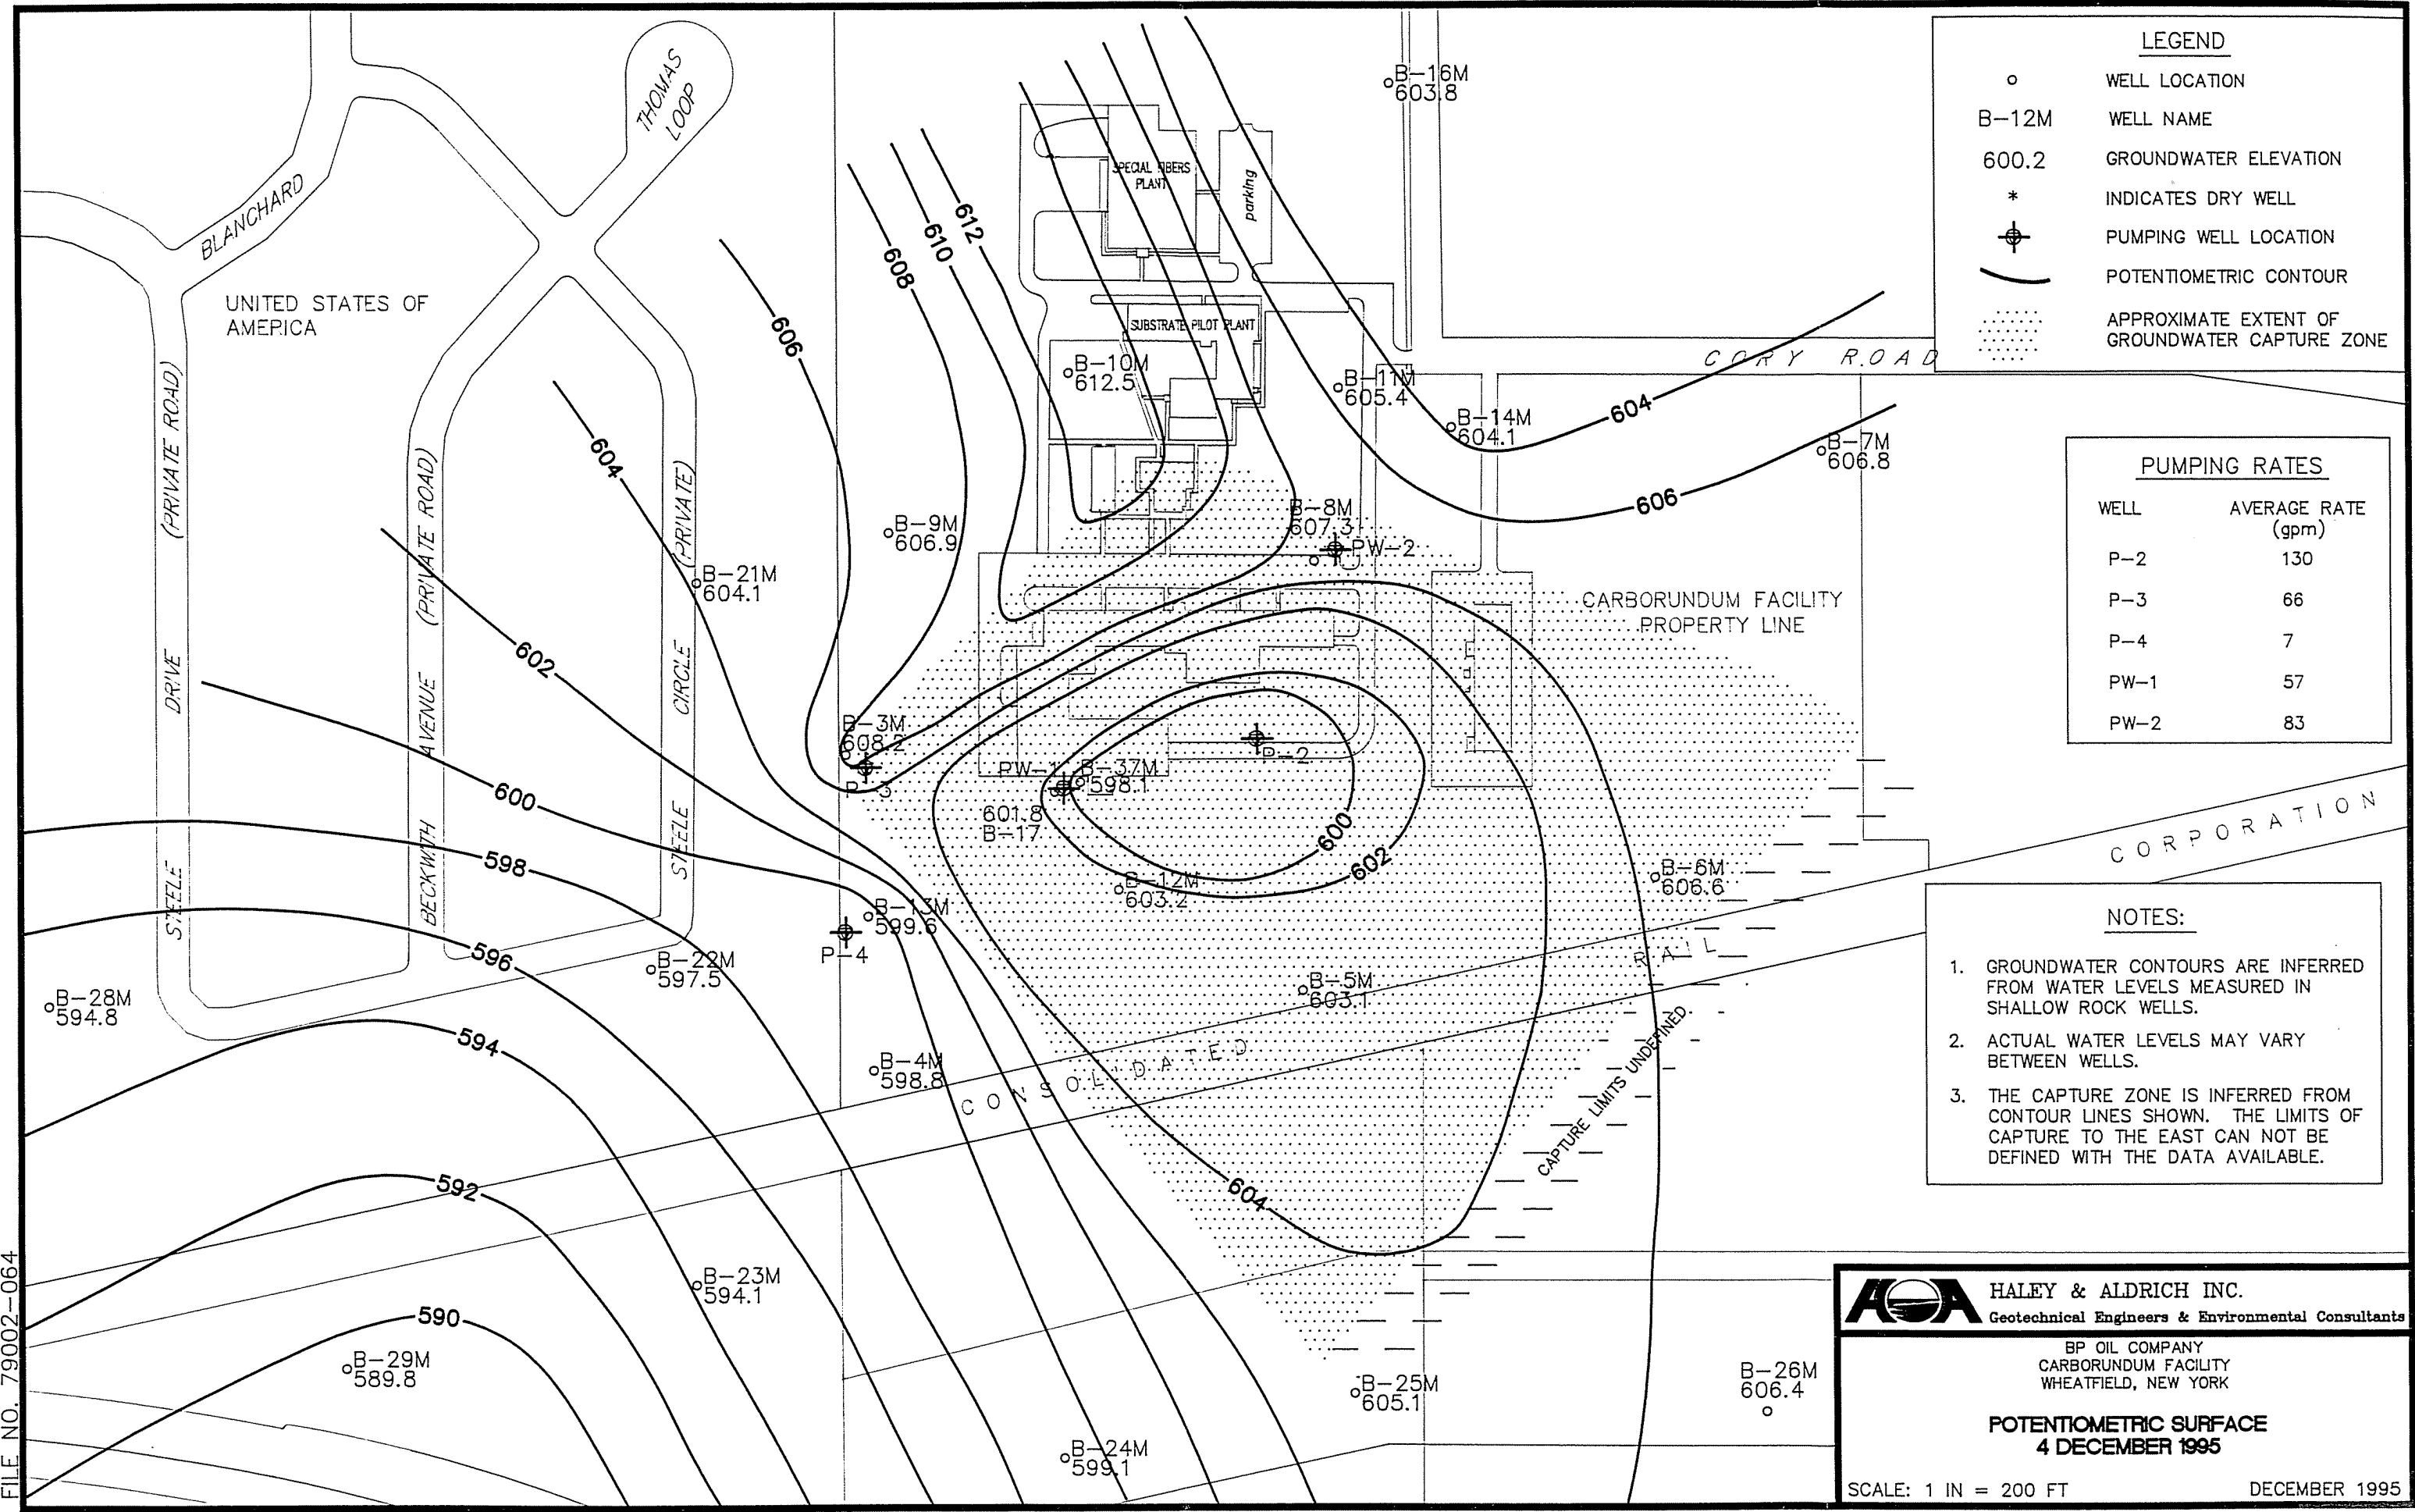 THOMAS
LOOP
BLANCHARD
UNITED STATES OF
AMERICA
STEELE DRIVE (PRIVATE ROAD)
BECKWITH AVENUE (PRIVATE ROAD)
STEELE CIRCLE (PRIVATE)
SPECIAL FIBERS
PLANT
parking
SUBSTRATE PILOT PLANT
CORY ROAD
CARBORUNDUM FACILITY
PROPERTY LINE
CONSOLIDATED RAIL CORPORATION
CAPTURE LIMITS UNDEFINED
B-16M
603.8
B-10M
612.5
B-11M
605.4
B-14M
604.1
B-7M
606.8
B-9M
606.9
B-8M
607.3
PW-2
B-21M
604.1
B-3M
608.2
P-3
P-2
PW-1
B-37M
598.1
601.8
B-17
B-12M
603.2
B-6M
606.6
B-13M
599.6
P-4
B-22M
597.5
B-28M
594.8
B-5M
603.1
B-4M
598.8
B-23M
594.1
B-29M
589.8
B-24M
599.1
B-25M
605.1
B-26M
606.4
612
610
608
606
604
602
600
598
596
594
592
590
604
606
600
602
604
LEGEND
WELL LOCATION
B-12M WELL NAME
600.2 GROUNDWATER ELEVATION
* INDICATES DRY WELL
PUMPING WELL LOCATION
POTENTIOMETRIC CONTOUR
APPROXIMATE EXTENT OF
GROUNDWATER CAPTURE ZONE
PUMPING RATES
WELL AVERAGE RATE
(gpm)
P-2 130
P-3 66
P-4 7
PW-1 57
PW-2 83
NOTES:
1. GROUNDWATER CONTOURS ARE INFERRED
FROM WATER LEVELS MEASURED IN
SHALLOW ROCK WELLS.
2. ACTUAL WATER LEVELS MAY VARY
BETWEEN WELLS.
3. THE CAPTURE ZONE IS INFERRED FROM
CONTOUR LINES SHOWN. THE LIMITS OF
CAPTURE TO THE EAST CAN NOT BE
DEFINED WITH THE DATA AVAILABLE.
HALEY & ALDRICH INC.
Geotechnical Engineers & Environmental Consultants
BP OIL COMPANY
CARBORUNDUM FACILITY
WHEATFIELD, NEW YORK
POTENTIOMETRIC SURFACE
4 DECEMBER 1995
SCALE: 1 IN = 200 FT DECEMBER 1995
FILE NO. 79002-064